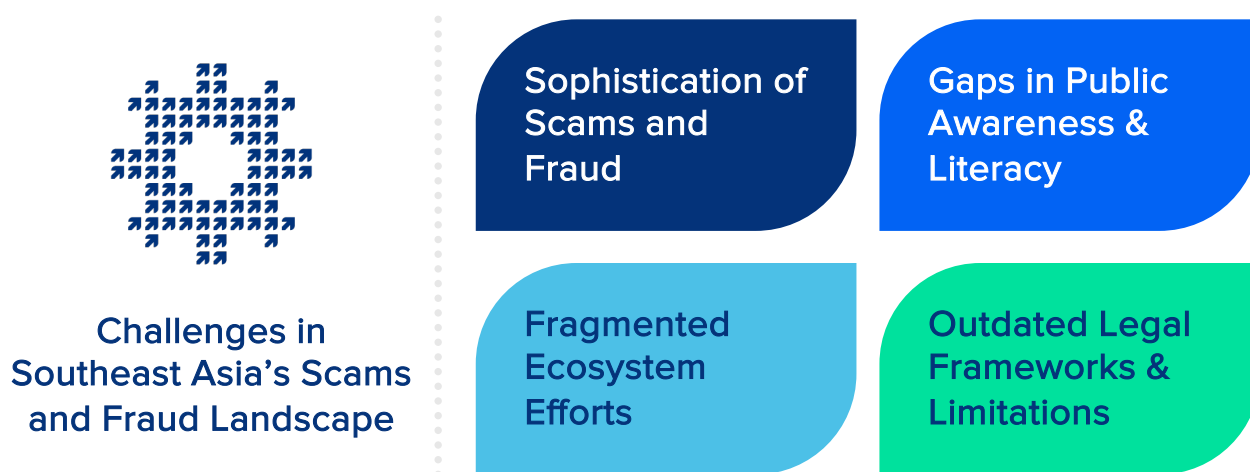 Challenges in
Southeast Asia’s Scams
and Fraud Landscape
Sophistication of
Scams and
Fraud
Gaps in Public
Awareness &
Literacy
Fragmented
Ecosystem
Efforts
Outdated Legal
Frameworks &
Limitations